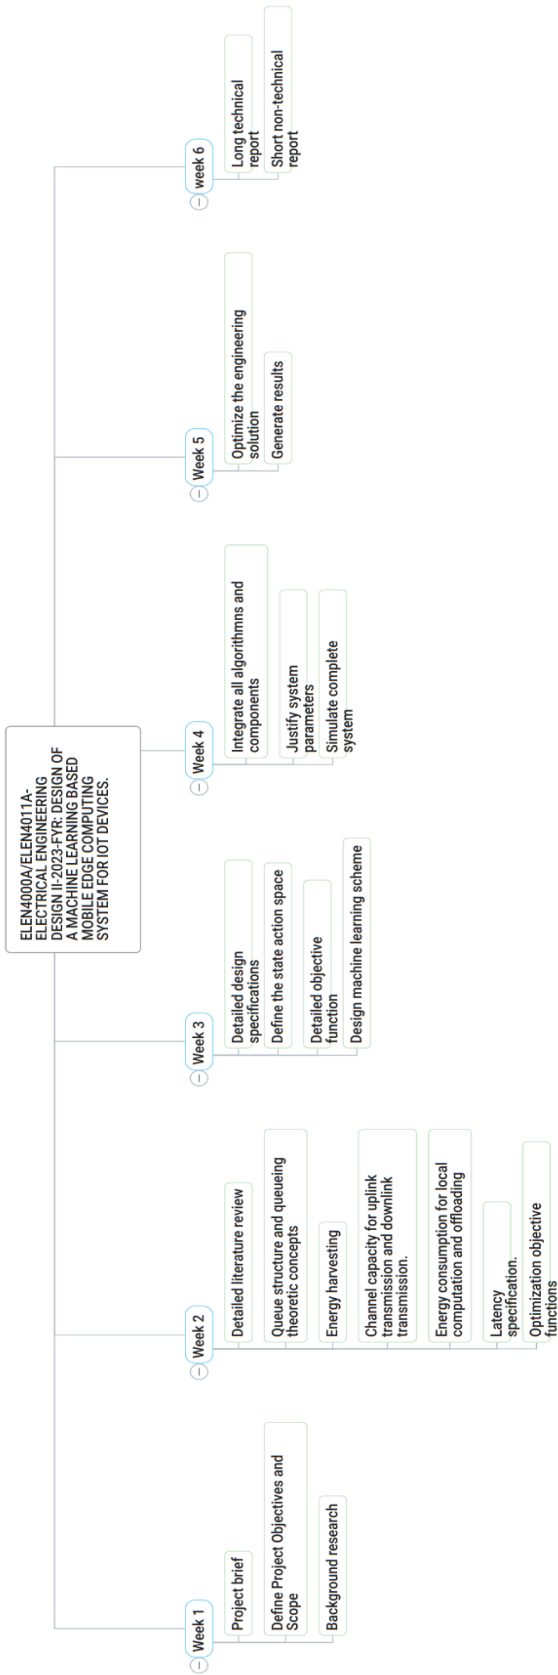 ELEN4000A/ELEN4011A-
ELECTRICAL ENGINEERING
DESIGN II-2023-FYR: DESIGN OF
A MACHINE LEARNING BASED
MOBILE EDGE COMPUTING
SYSTEM FOR IOT DEVICES.
Week 1
Project brief
Define Project Objectives and
Scope
Background research
Week 2
Detailed literature review
Queue structure and queueing
theoretic concepts
Energy harvesting
Channel capacity for uplink
transmission and downlink
transmission.
Energy consumption for local
computation and offloading
Latency
specification.
Optimization objective
functions
Week 3
Detailed design
specifications
Define the state action space
Detailed objective
function
Design machine learning scheme
Week 4
Integrate all algorithmns and
components
Justify system
parameters
Simulate complete
system
Week 5
Optimize the engineering
solution
Generate results
week 6
Long technical
report
Short non-technical
report